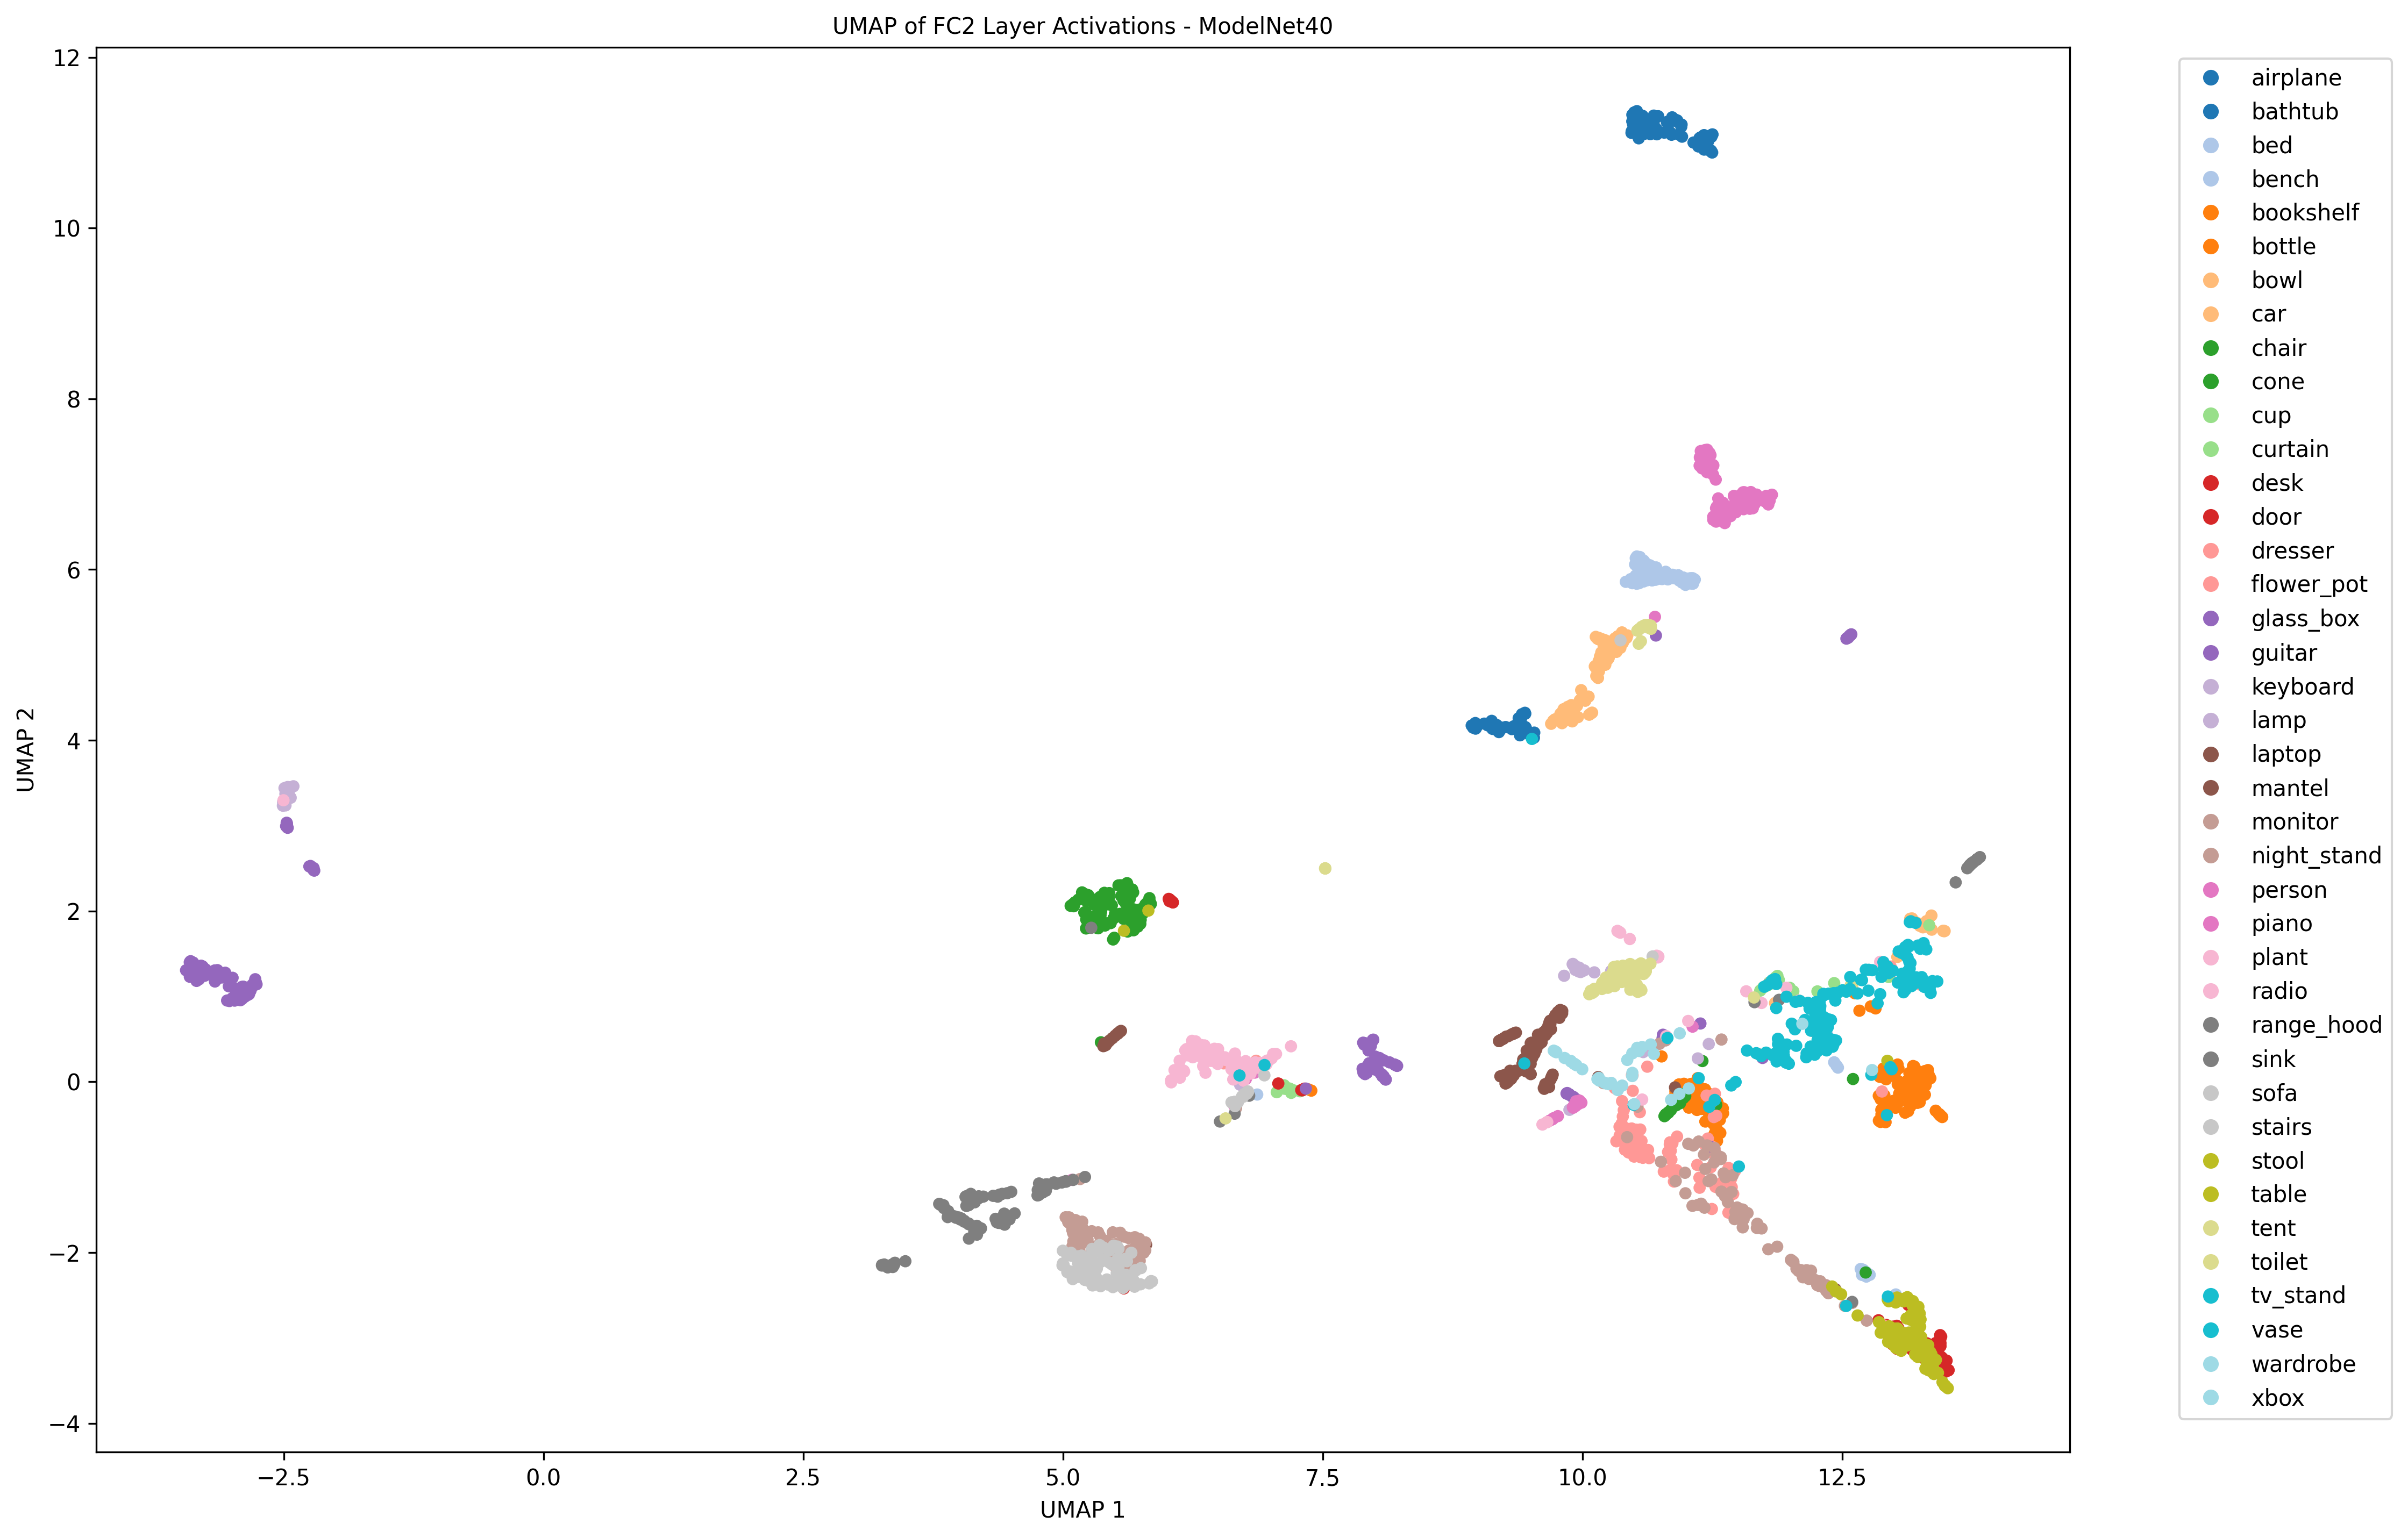 UMAP of FC2 Layer Activations - ModelNet40
12
10
8
6
4
2
0
−2
−4
UMAP 2
−2.5
0.0
2.5
5.0
7.5
10.0
12.5
UMAP 1
airplane
bathtub
bed
bench
bookshelf
bottle
bowl
car
chair
cone
cup
curtain
desk
door
dresser
flower_pot
glass_box
guitar
keyboard
lamp
laptop
mantel
monitor
night_stand
person
piano
plant
radio
range_hood
sink
sofa
stairs
stool
table
tent
toilet
tv_stand
vase
wardrobe
xbox